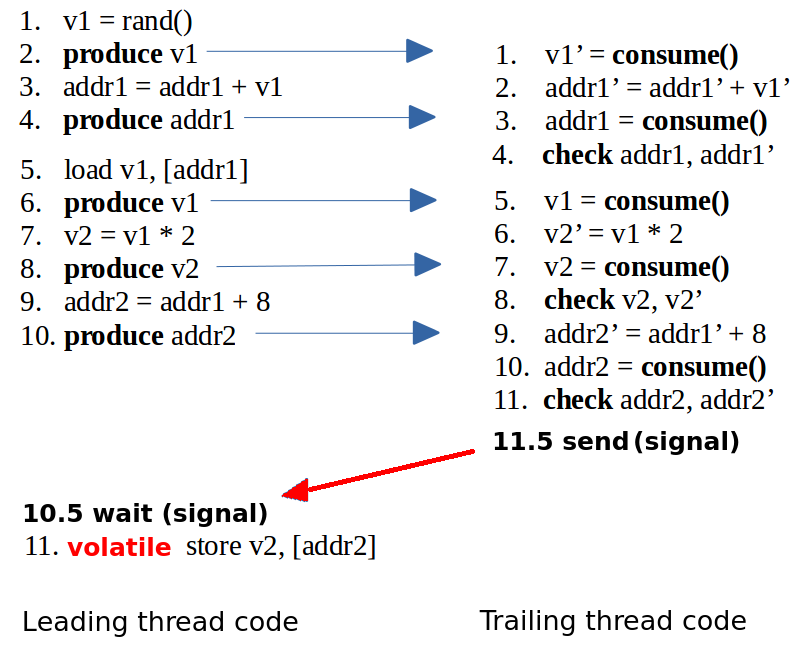 1. v1 = rand()
2. produce v1
3. addr1 = addr1 + v1
4. produce addr1
5. load v1, [addr1]
6. produce v1
7. v2 = v1 * 2
8. produce v2
9. addr2 = addr1 + 8
10. produce addr2
10.5 wait (signal)
11. volatile store v2, [addr2]
Leading thread code
1. v1’ = consume()
2. addr1’ = addr1’ + v1’
3. addr1 = consume()
4. check addr1, addr1’
5. v1 = consume()
6. v2’ = v1 * 2
7. v2 = consume()
8. check v2, v2’
9. addr2’ = addr1’ + 8
10. addr2 = consume()
11. check addr2, addr2’
11.5 send (signal)
Trailing thread code